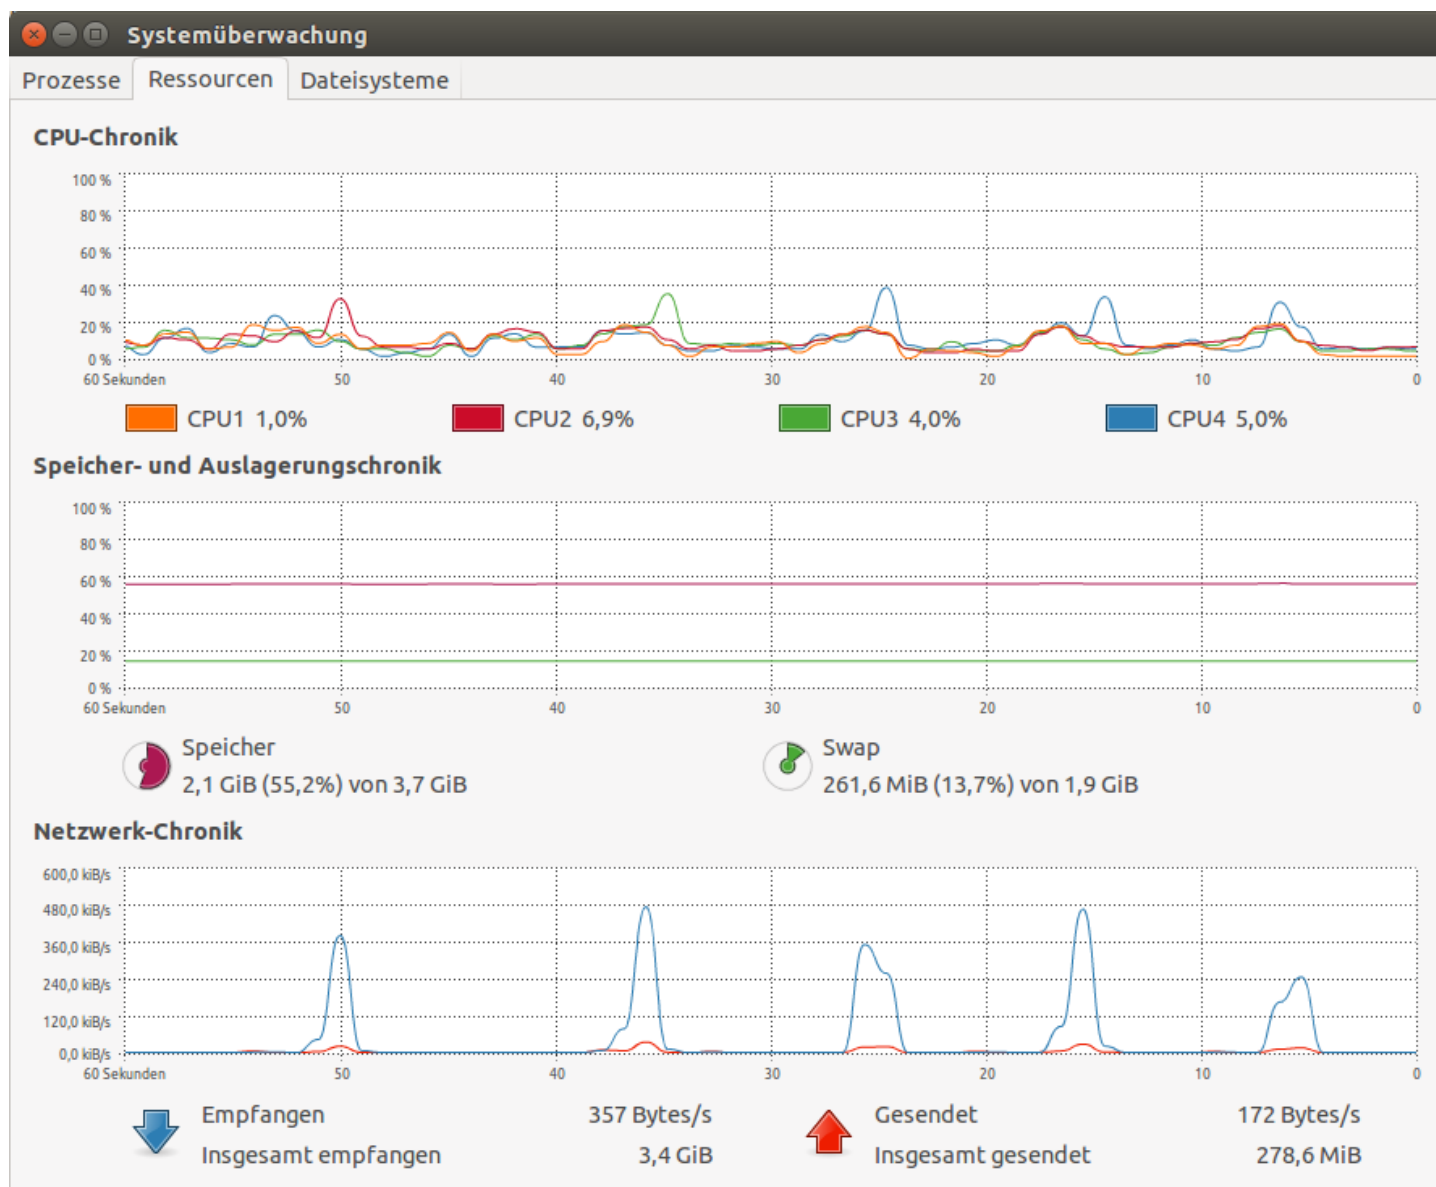 Systemüberwachung
Prozesse Ressourcen Dateisysteme
CPU-Chronik
100 %
80 %
60 %
40 %
20 %
0 %
60 Sekunden 50 40 30 20 10 0
CPU1 1,0% CPU2 6,9% CPU3 4,0% CPU4 5,0%
Speicher- und Auslagerungschronik
100 %
80 %
60 %
40 %
20 %
0 %
60 Sekunden 50 40 30 20 10 0
Speicher Swap
2,1 GiB (55,2%) von 3,7 GiB 261,6 MiB (13,7%) von 1,9 GiB
Netzwerk-Chronik
600,0 kiB/s
480,0 kiB/s
360,0 kiB/s
240,0 kiB/s
120,0 kiB/s
0,0 kiB/s
60 Sekunden 50 40 30 20 10 0
Empfangen 357 Bytes/s Gesendet 172 Bytes/s
Insgesamt empfangen 3,4 GiB Insgesamt gesendet 278,6 MiB